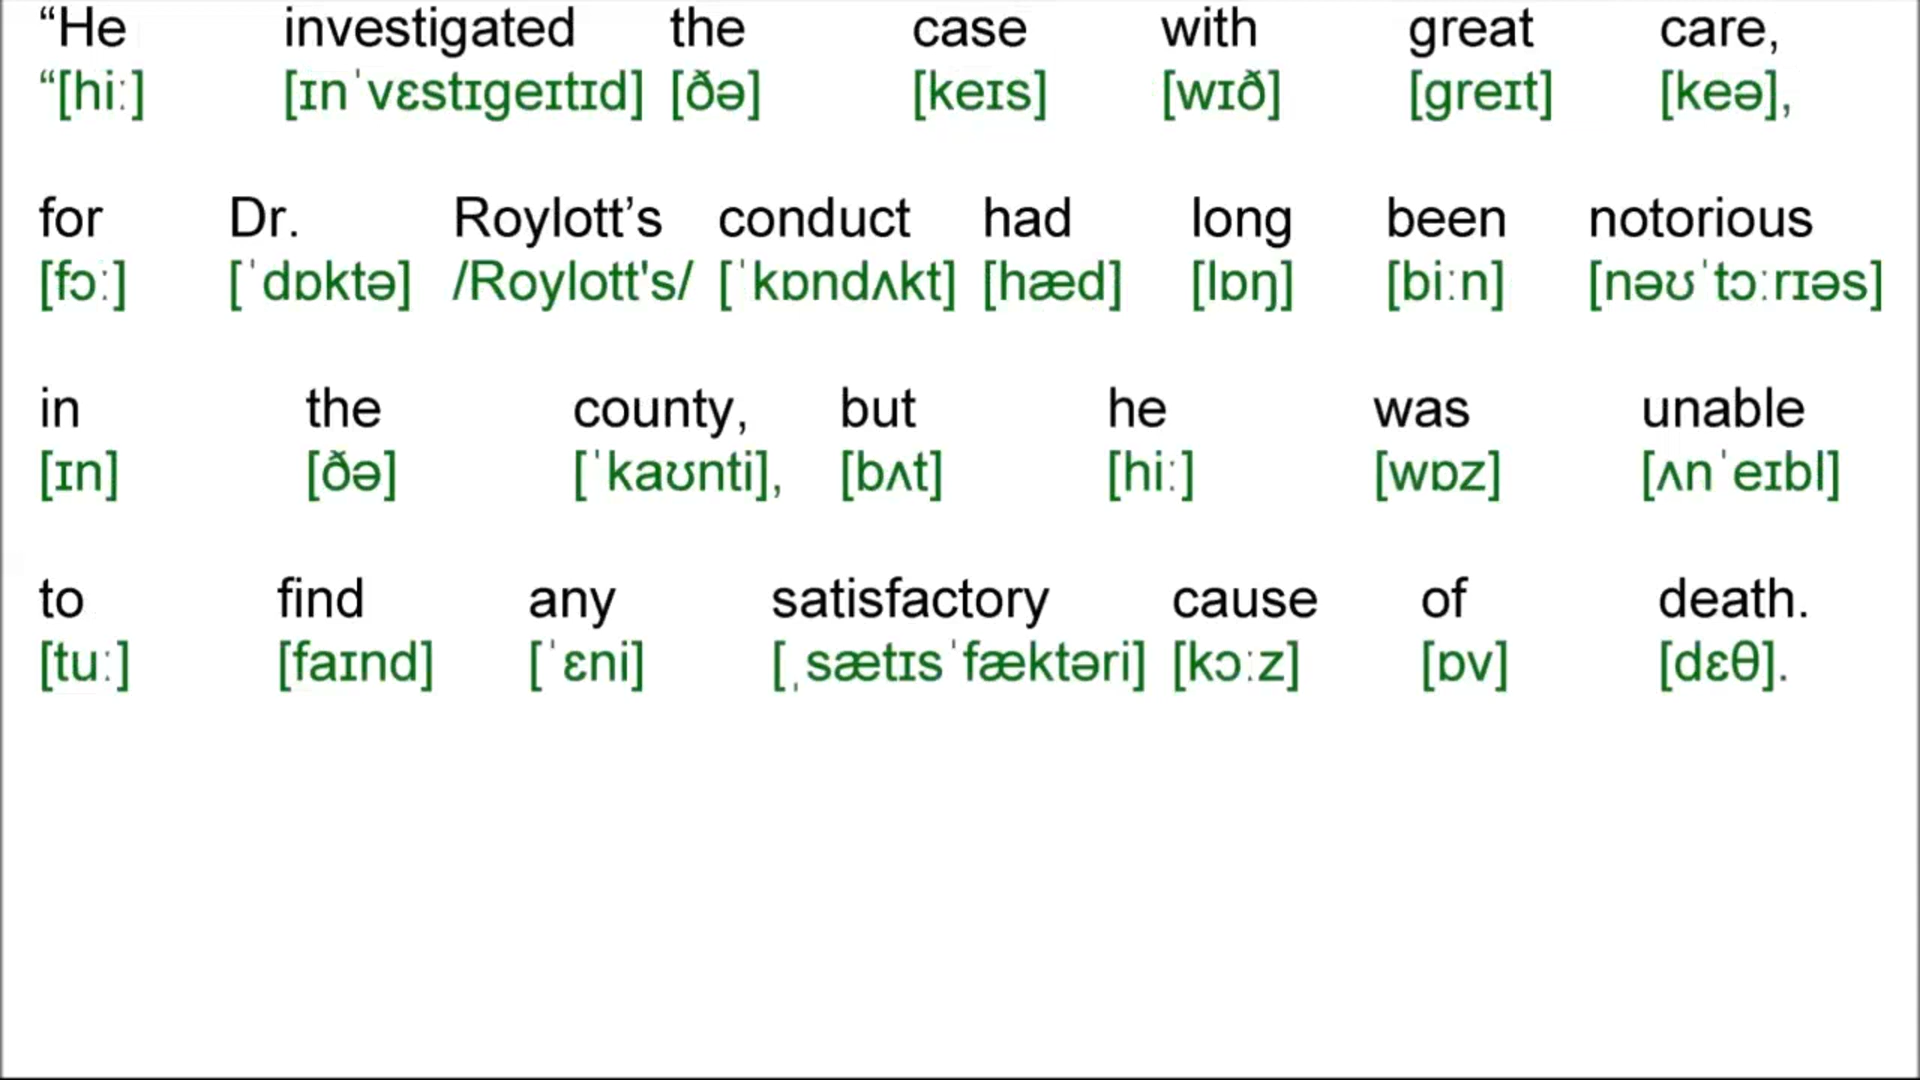 “He investigated the case with great care,
“[hiː] [ɪnˈvɛstɪgeɪtɪd] [ðə] [keɪs] [wɪð] [greɪt] [keə],
for Dr. Roylott’s conduct had long been notorious
[fɔː] [ˈdɒktə] /Roylott's/ [ˈkɒndʌkt] [hæd] [lɒŋ] [biːn] [nəʊˈtɔːrɪəs]
in the county, but he was unable
[ɪn] [ðə] [ˈkaʊnti], [bʌt] [hiː] [wɒz] [ʌnˈeɪbl]
to find any satisfactory cause of death.
[tuː] [faɪnd] [ˈɛni] [ˌsætɪsˈfæktəri] [kɔːz] [ɒv] [dɛθ].